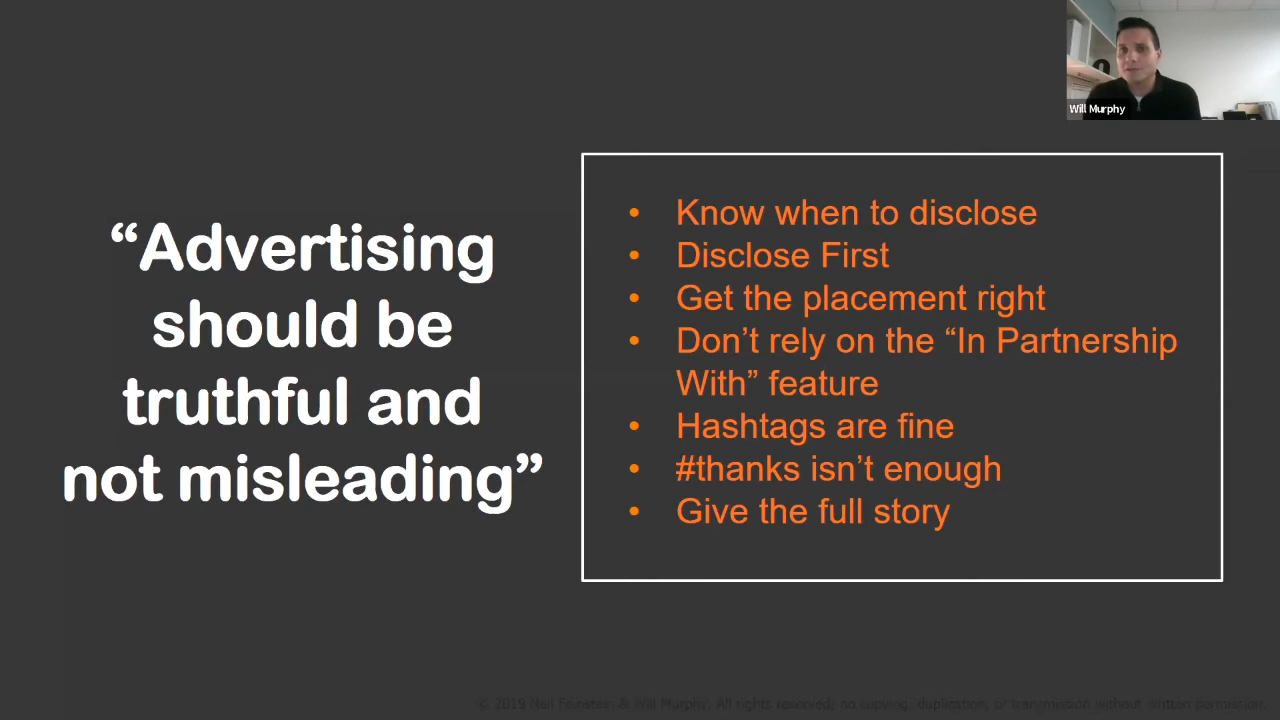 Will Murphy
“Advertising
should be
truthful and
not misleading”
• Know when to disclose
• Disclose First
• Get the placement right
• Don’t rely on the “In Partnership
With” feature
• Hashtags are fine
• #thanks isn’t enough
• Give the full story
© 2019 Neil Feinstein & Will Murphy. All rights reserved, no copying, duplication, or transmission without written permission.